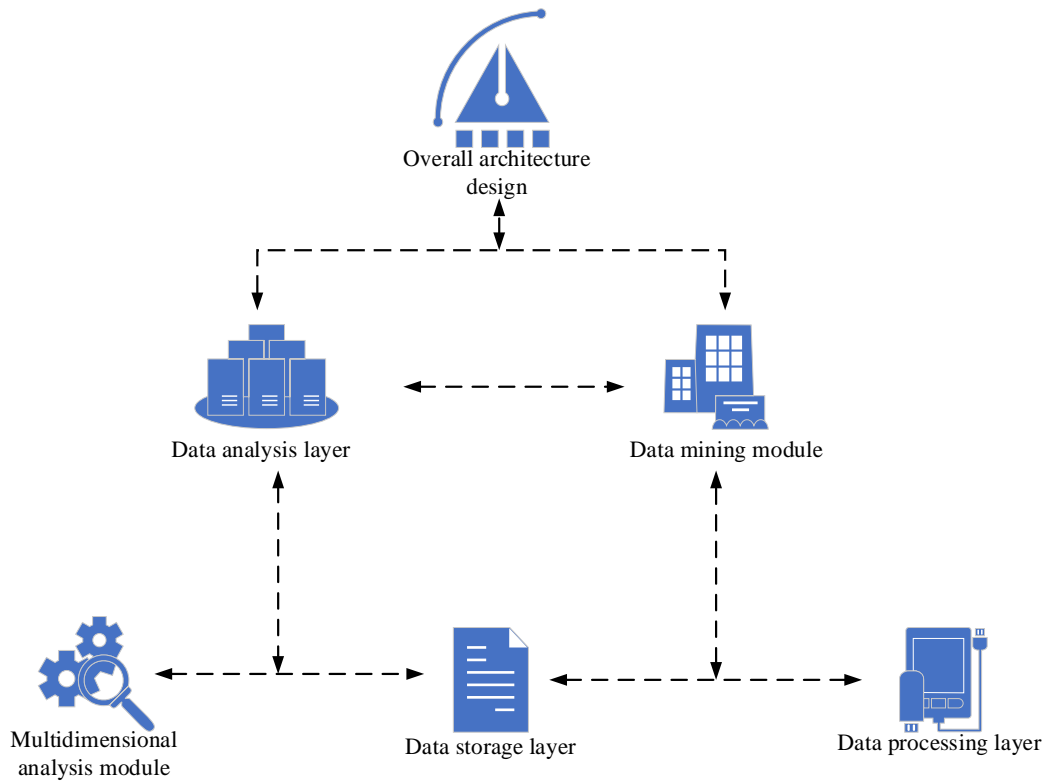 Overall architecture
design
Data analysis layer
Data mining module
Multidimensional
analysis module
Data storage layer
Data processing layer